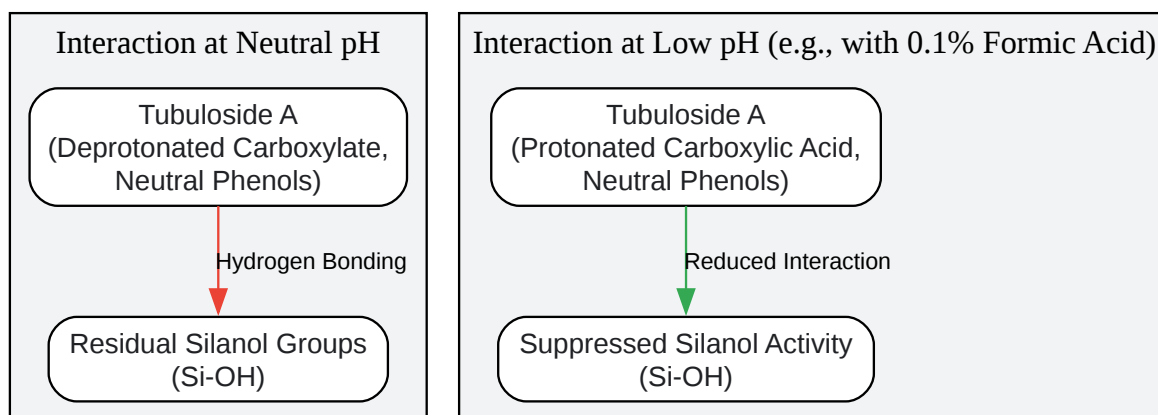 Interaction at Neutral pH
Tubuloside A
(Deprotonated Carboxylate,
Neutral Phenols)
Hydrogen Bonding
Residual Silanol Groups
(Si-OH)
Interaction at Low pH (e.g., with 0.1% Formic Acid)
Tubuloside A
(Protonated Carboxylic Acid,
Neutral Phenols)
Reduced Interaction
Suppressed Silanol Activity
(Si-OH)